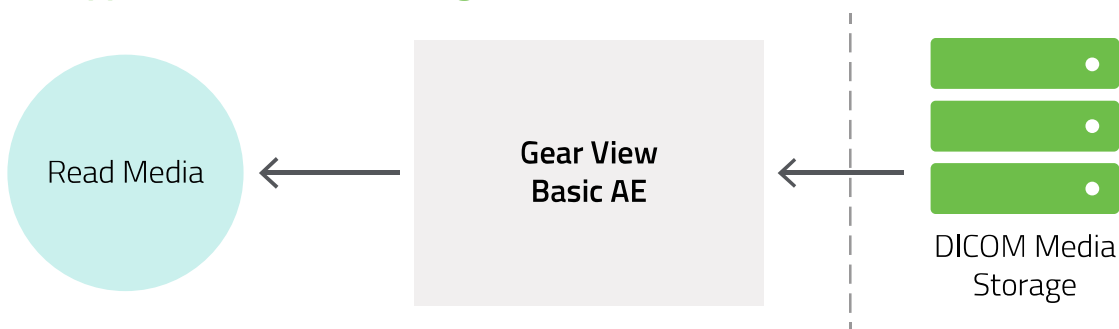 Read Media
Gear View
Basic AE
DICOM Media
Storage